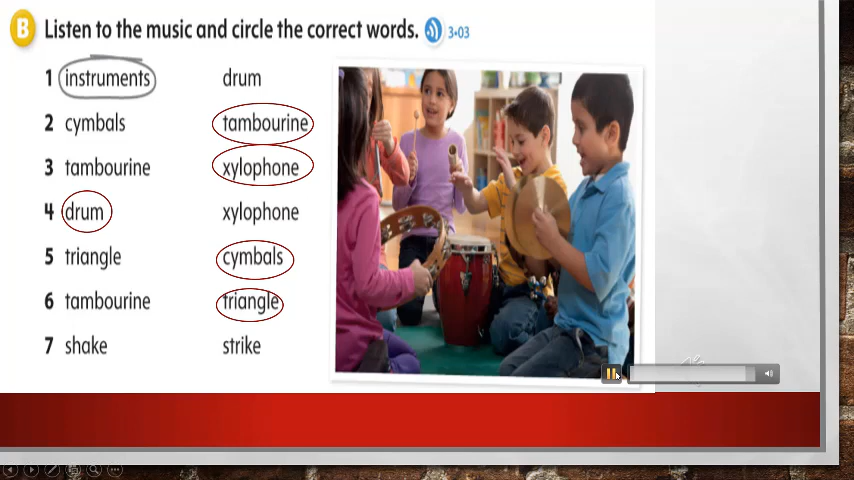 B Listen to the music and circle the correct words. 3•03
1 instruments drum
2 cymbals tambourine
3 tambourine xylophone
4 drum xylophone
5 triangle cymbals
6 tambourine triangle
7 shake strike